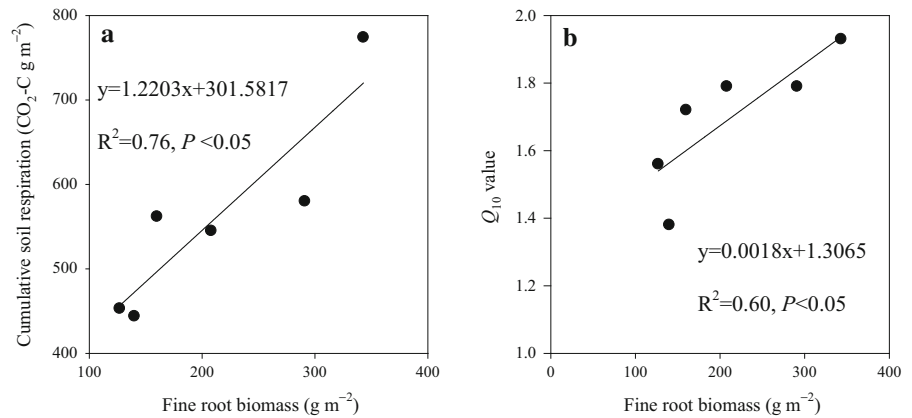 a
y=1.2203x+301.5817
R²=0.76, P <0.05
Cumulative soil respiration (CO₂-C g m⁻²)
800
700
600
500
400
100
200
300
400
Fine root biomass (g m⁻²)
b
y=0.0018x+1.3065
R²=0.60, P<0.05
Q₁₀ value
2.0
1.8
1.6
1.4
1.2
1.0
0
100
200
300
400
Fine root biomass (g m⁻²)